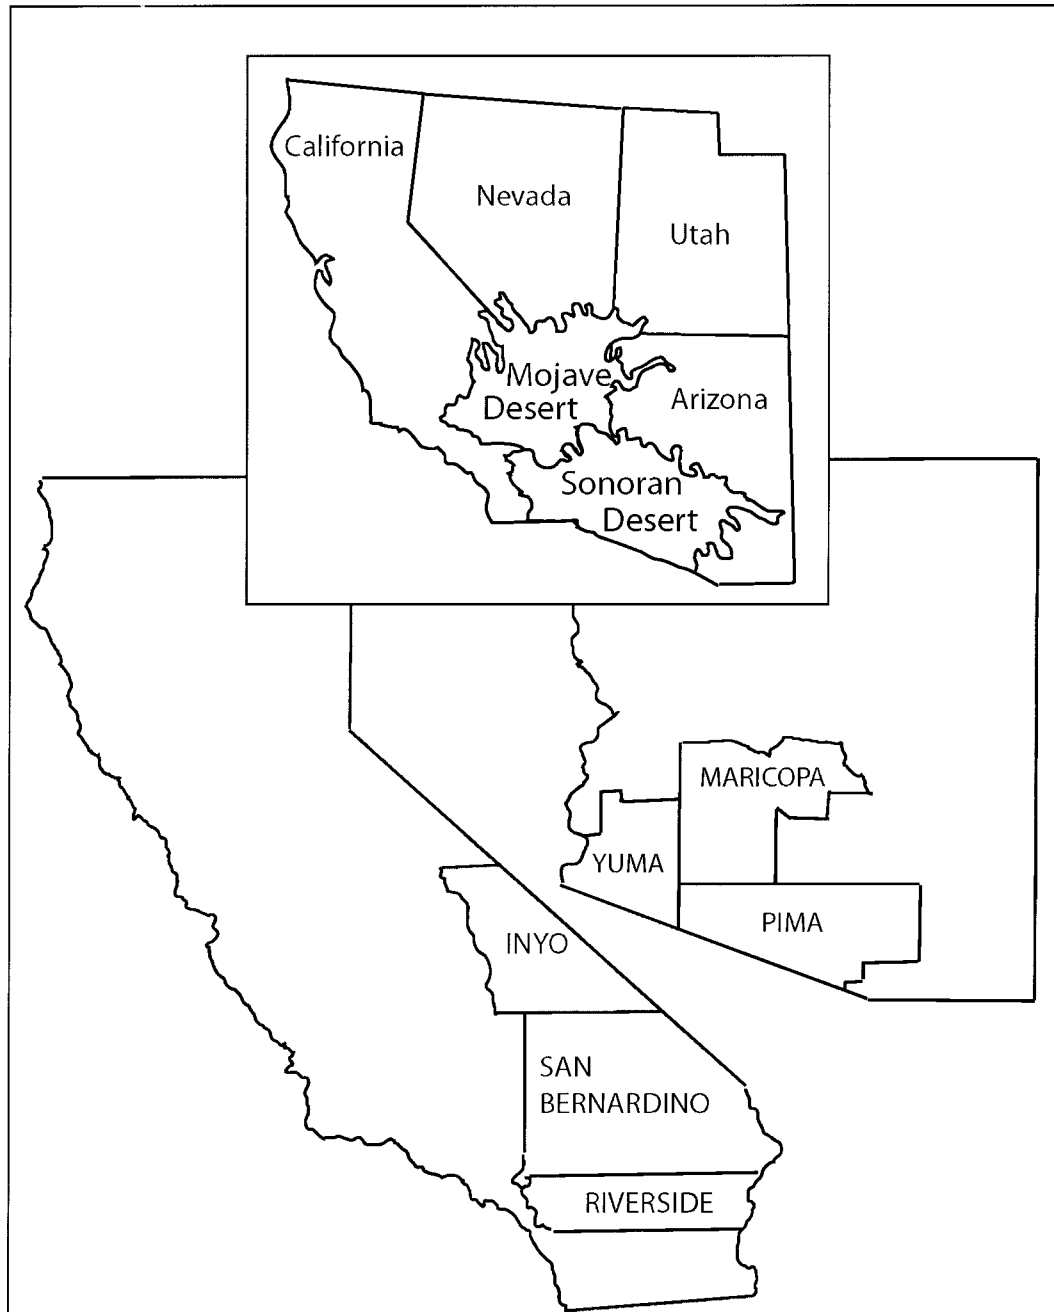 California
Nevada
Utah
Mojave
Desert
Arizona
Sonoran
Desert
MARICOPA
YUMA
PIMA
INYO
SAN
BERNARDINO
RIVERSIDE